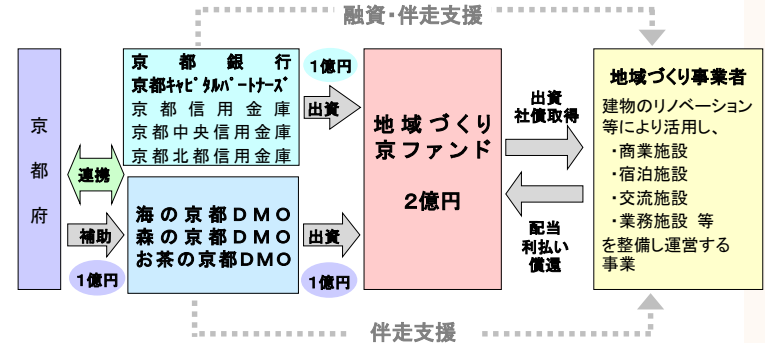 融資・伴走支援
京都府
連携
補助
1億円
京都銀行
京都ｷｬﾋﾟﾀﾙﾊﾟｰﾄﾅｰｽﾞ
京都信用金庫
京都中央信用金庫
京都北都信用金庫
海の京都DMO
森の京都DMO
お茶の京都DMO
1億円
出資
出資
1億円
地域づくり
京ファンド
2億円
出資
社債取得
配当
利払い
償還
地域づくり事業者
建物のリノベーション
等により活用し、
・商業施設
・宿泊施設
・交流施設
・業務施設 等
を整備し運営する
事業
伴走支援